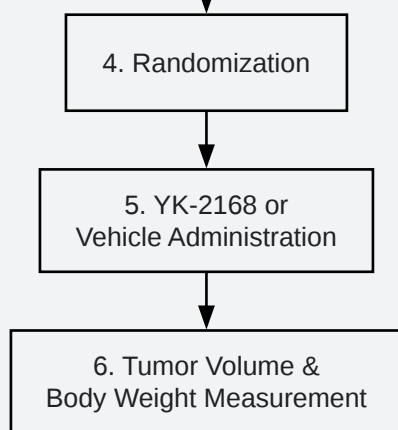 4. Randomization
5. YK-2168 or
Vehicle Administration
6. Tumor Volume &
Body Weight Measurement